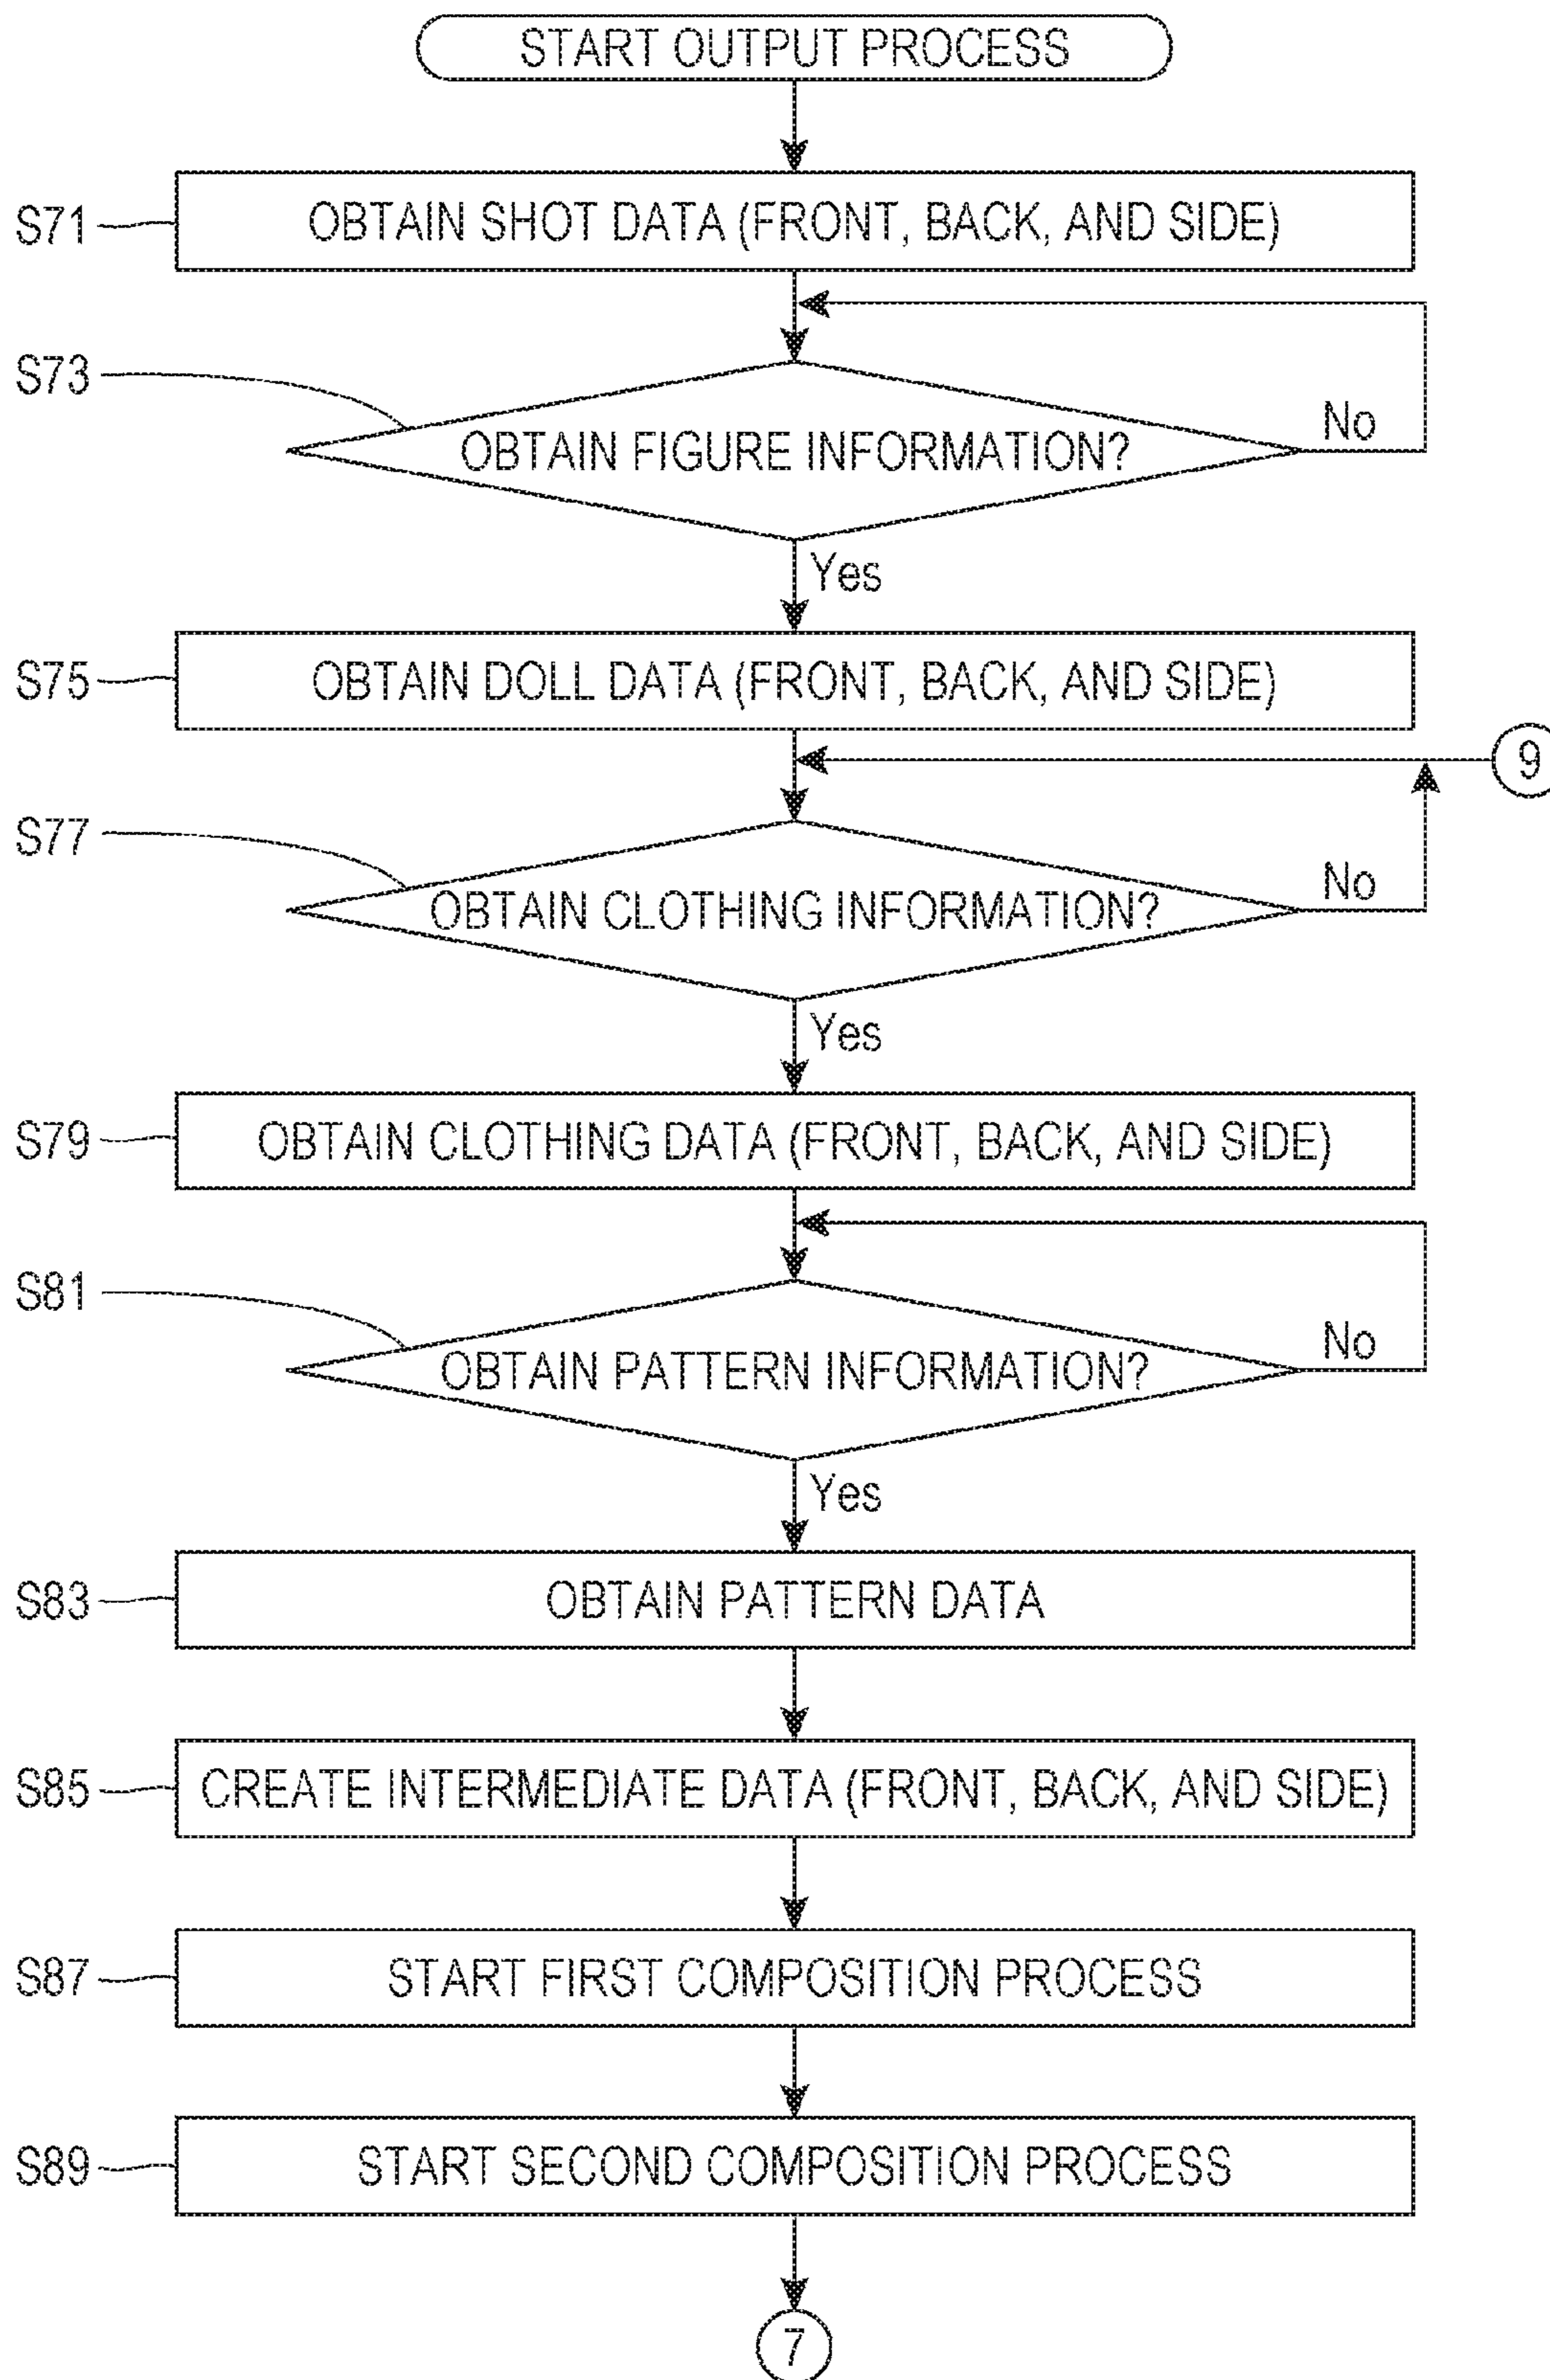 START OUTPUT PROCESS
S71
OBTAIN SHOT DATA (FRONT, BACK, AND SIDE)
S73
OBTAIN FIGURE INFORMATION?
No
Yes
S75
OBTAIN DOLL DATA (FRONT, BACK, AND SIDE)
9
S77
OBTAIN CLOTHING INFORMATION?
No
Yes
S79
OBTAIN CLOTHING DATA (FRONT, BACK, AND SIDE)
S81
OBTAIN PATTERN INFORMATION?
No
Yes
S83
OBTAIN PATTERN DATA
S85
CREATE INTERMEDIATE DATA (FRONT, BACK, AND SIDE)
S87
START FIRST COMPOSITION PROCESS
S89
START SECOND COMPOSITION PROCESS
7